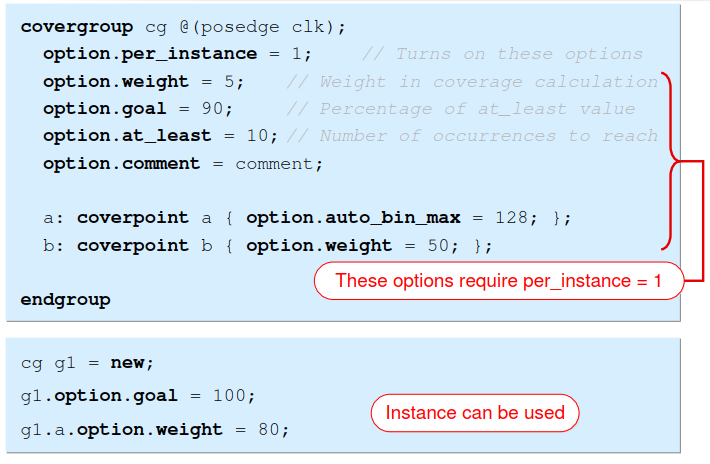 covergroup cg @(posedge clk);
option.per_instance = 1; // Turns on these options
option.weight = 5; // Weight in coverage calculation
option.goal = 90; // Percentage of at_least value
option.at_least = 10; // Number of occurrences to reach
option.comment = comment;
a: coverpoint a { option.auto_bin_max = 128; };
b: coverpoint b { option.weight = 50; };
These options require per_instance = 1
endgroup
cg g1 = new;
g1.option.goal = 100;
Instance can be used
g1.a.option.weight = 80;